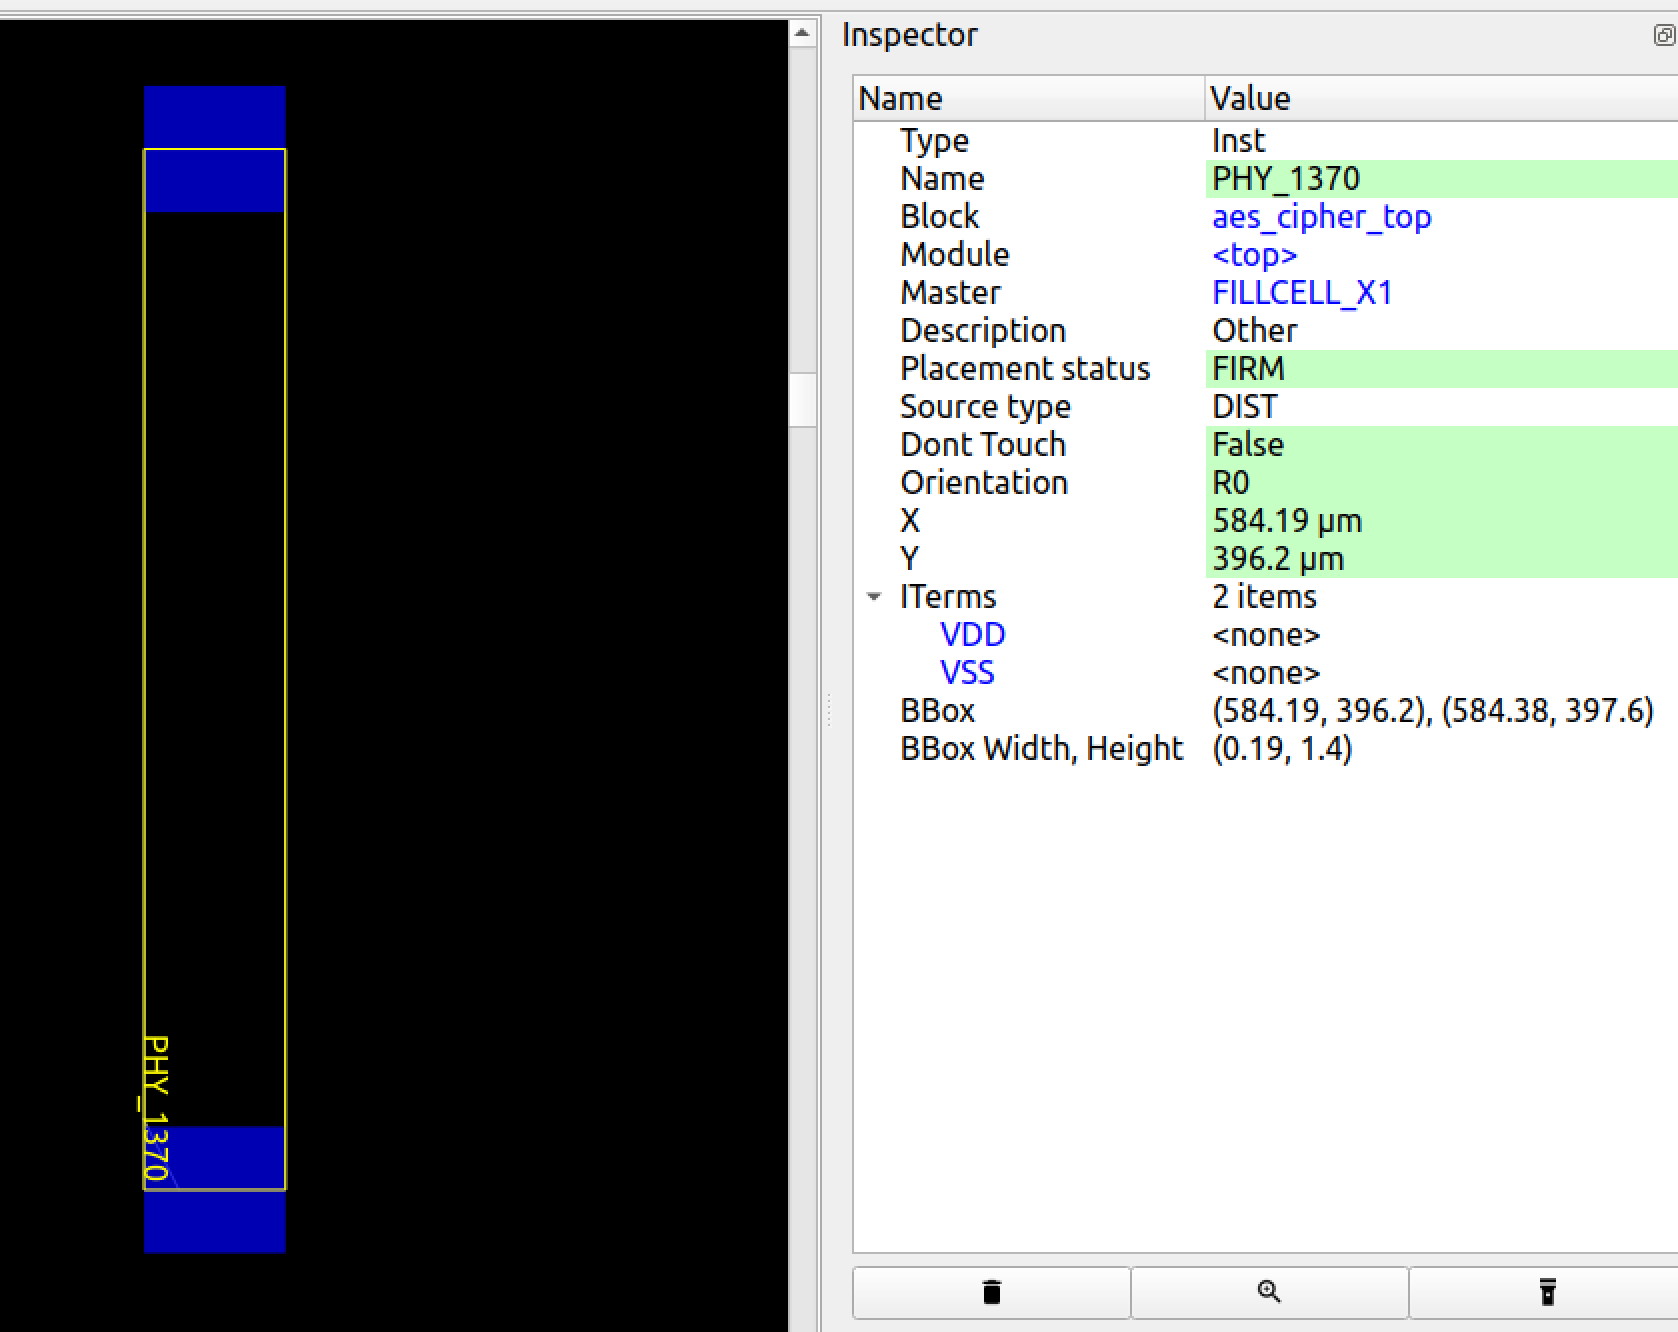 Inspector
Name Value
Type Inst
Name PHY_1370
Block aes_cipher_top
Module <top>
Master FILLCELL_X1
Description Other
Placement status FIRM
Source type DIST
Dont Touch False
Orientation R0
X 584.19 µm
Y 396.2 µm
ITerms 2 items
VDD <none>
VSS <none>
BBox (584.19, 396.2), (584.38, 397.6)
BBox Width, Height (0.19, 1.4)
PHY_1370